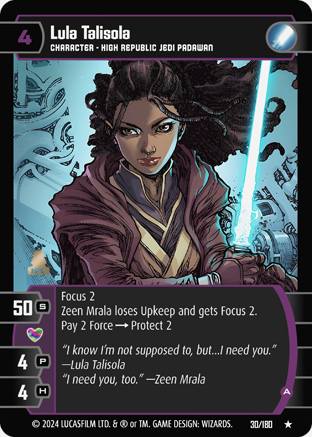 4
Lula Talisola
CHARACTER - HIGH REPUBLIC JEDI PADAWAN
50 S
Focus 2
Zeen Mrala loses Upkeep and gets Focus 2.
Pay 2 Force → Protect 2
4 P
4 H
“I know I’m not supposed to, but...I need you.”
—Lula Talisola
“I need you, too.” —Zeen Mrala
A
© 2024 LUCASFILM LTD. & ® or TM. GAME DESIGN: WIZARDS.
30/180 ★